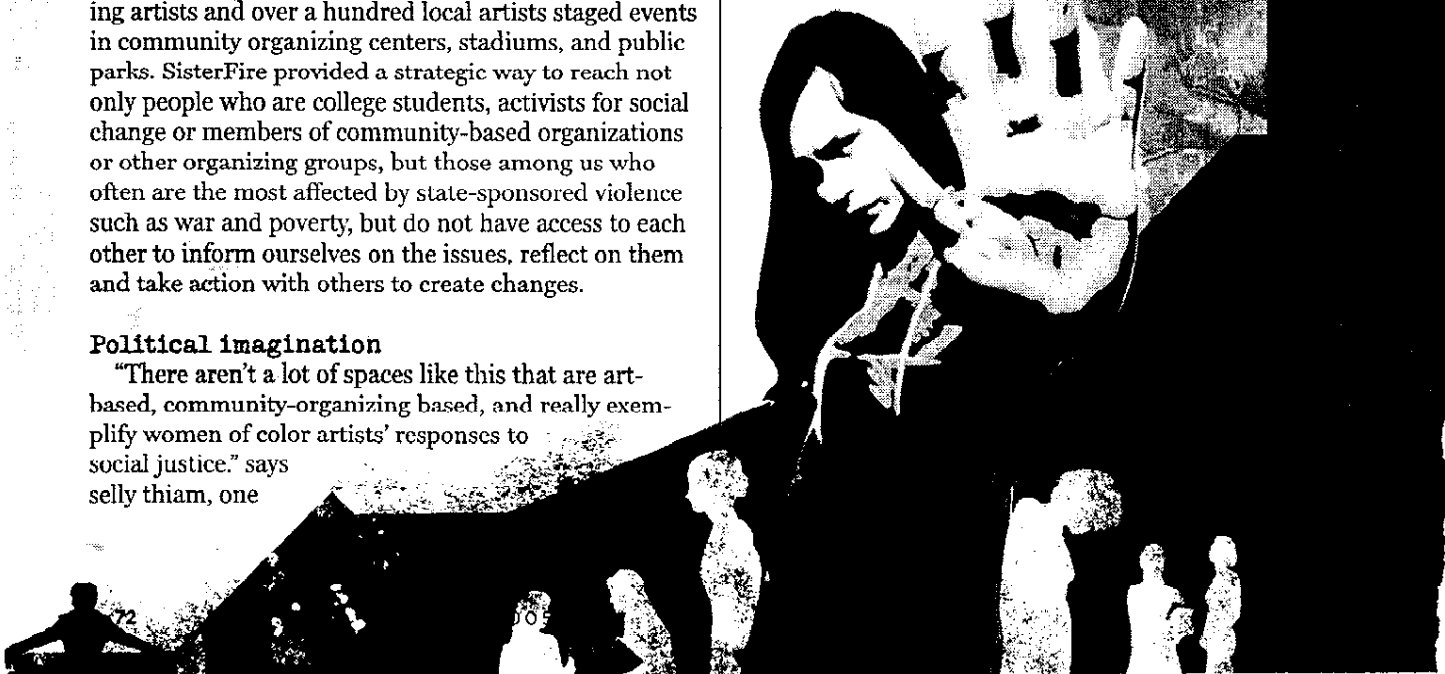 ing artists and over a hundred local artists staged events
in community organizing centers, stadiums, and public
parks. SisterFire provided a strategic way to reach not
only people who are college students, activists for social
change or members of community-based organizations
or other organizing groups, but those among us who
often are the most affected by state-sponsored violence
such as war and poverty, but do not have access to each
other to inform ourselves on the issues, reflect on them
and take action with others to create changes.
Political imagination
"There aren't a lot of spaces like this that are art-
based, community-organizing based, and really exem-
plify women of color artists' responses to
social justice." says
selly thiam, one
72